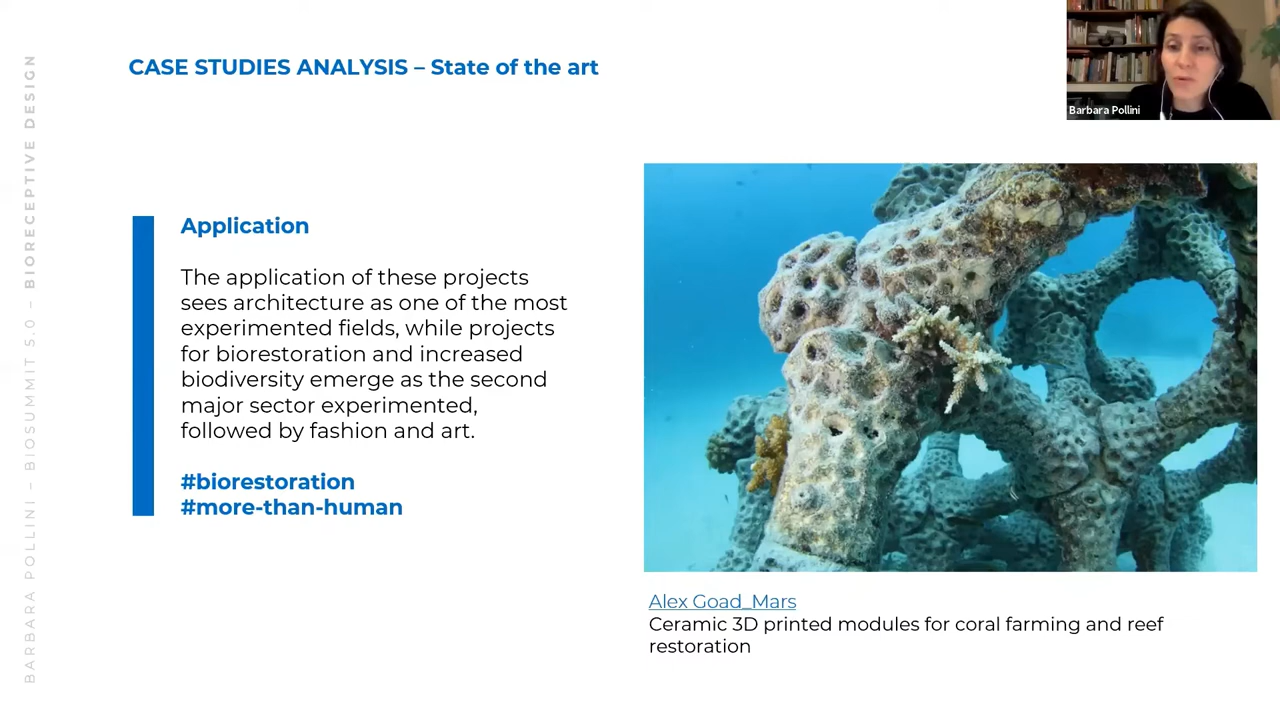 CASE STUDIES ANALYSIS – State of the art
Barbara Pollini
BARBARA POLLINI – BIOSUMMIT 5.0 – BIORECEPTIVE DESIGN
Application
The application of these projects
sees architecture as one of the most
experimented fields, while projects
for biorestoration and increased
biodiversity emerge as the second
major sector experimented,
followed by fashion and art.
#biorestoration
#more-than-human
Alex Goad_Mars
Ceramic 3D printed modules for coral farming and reef
restoration